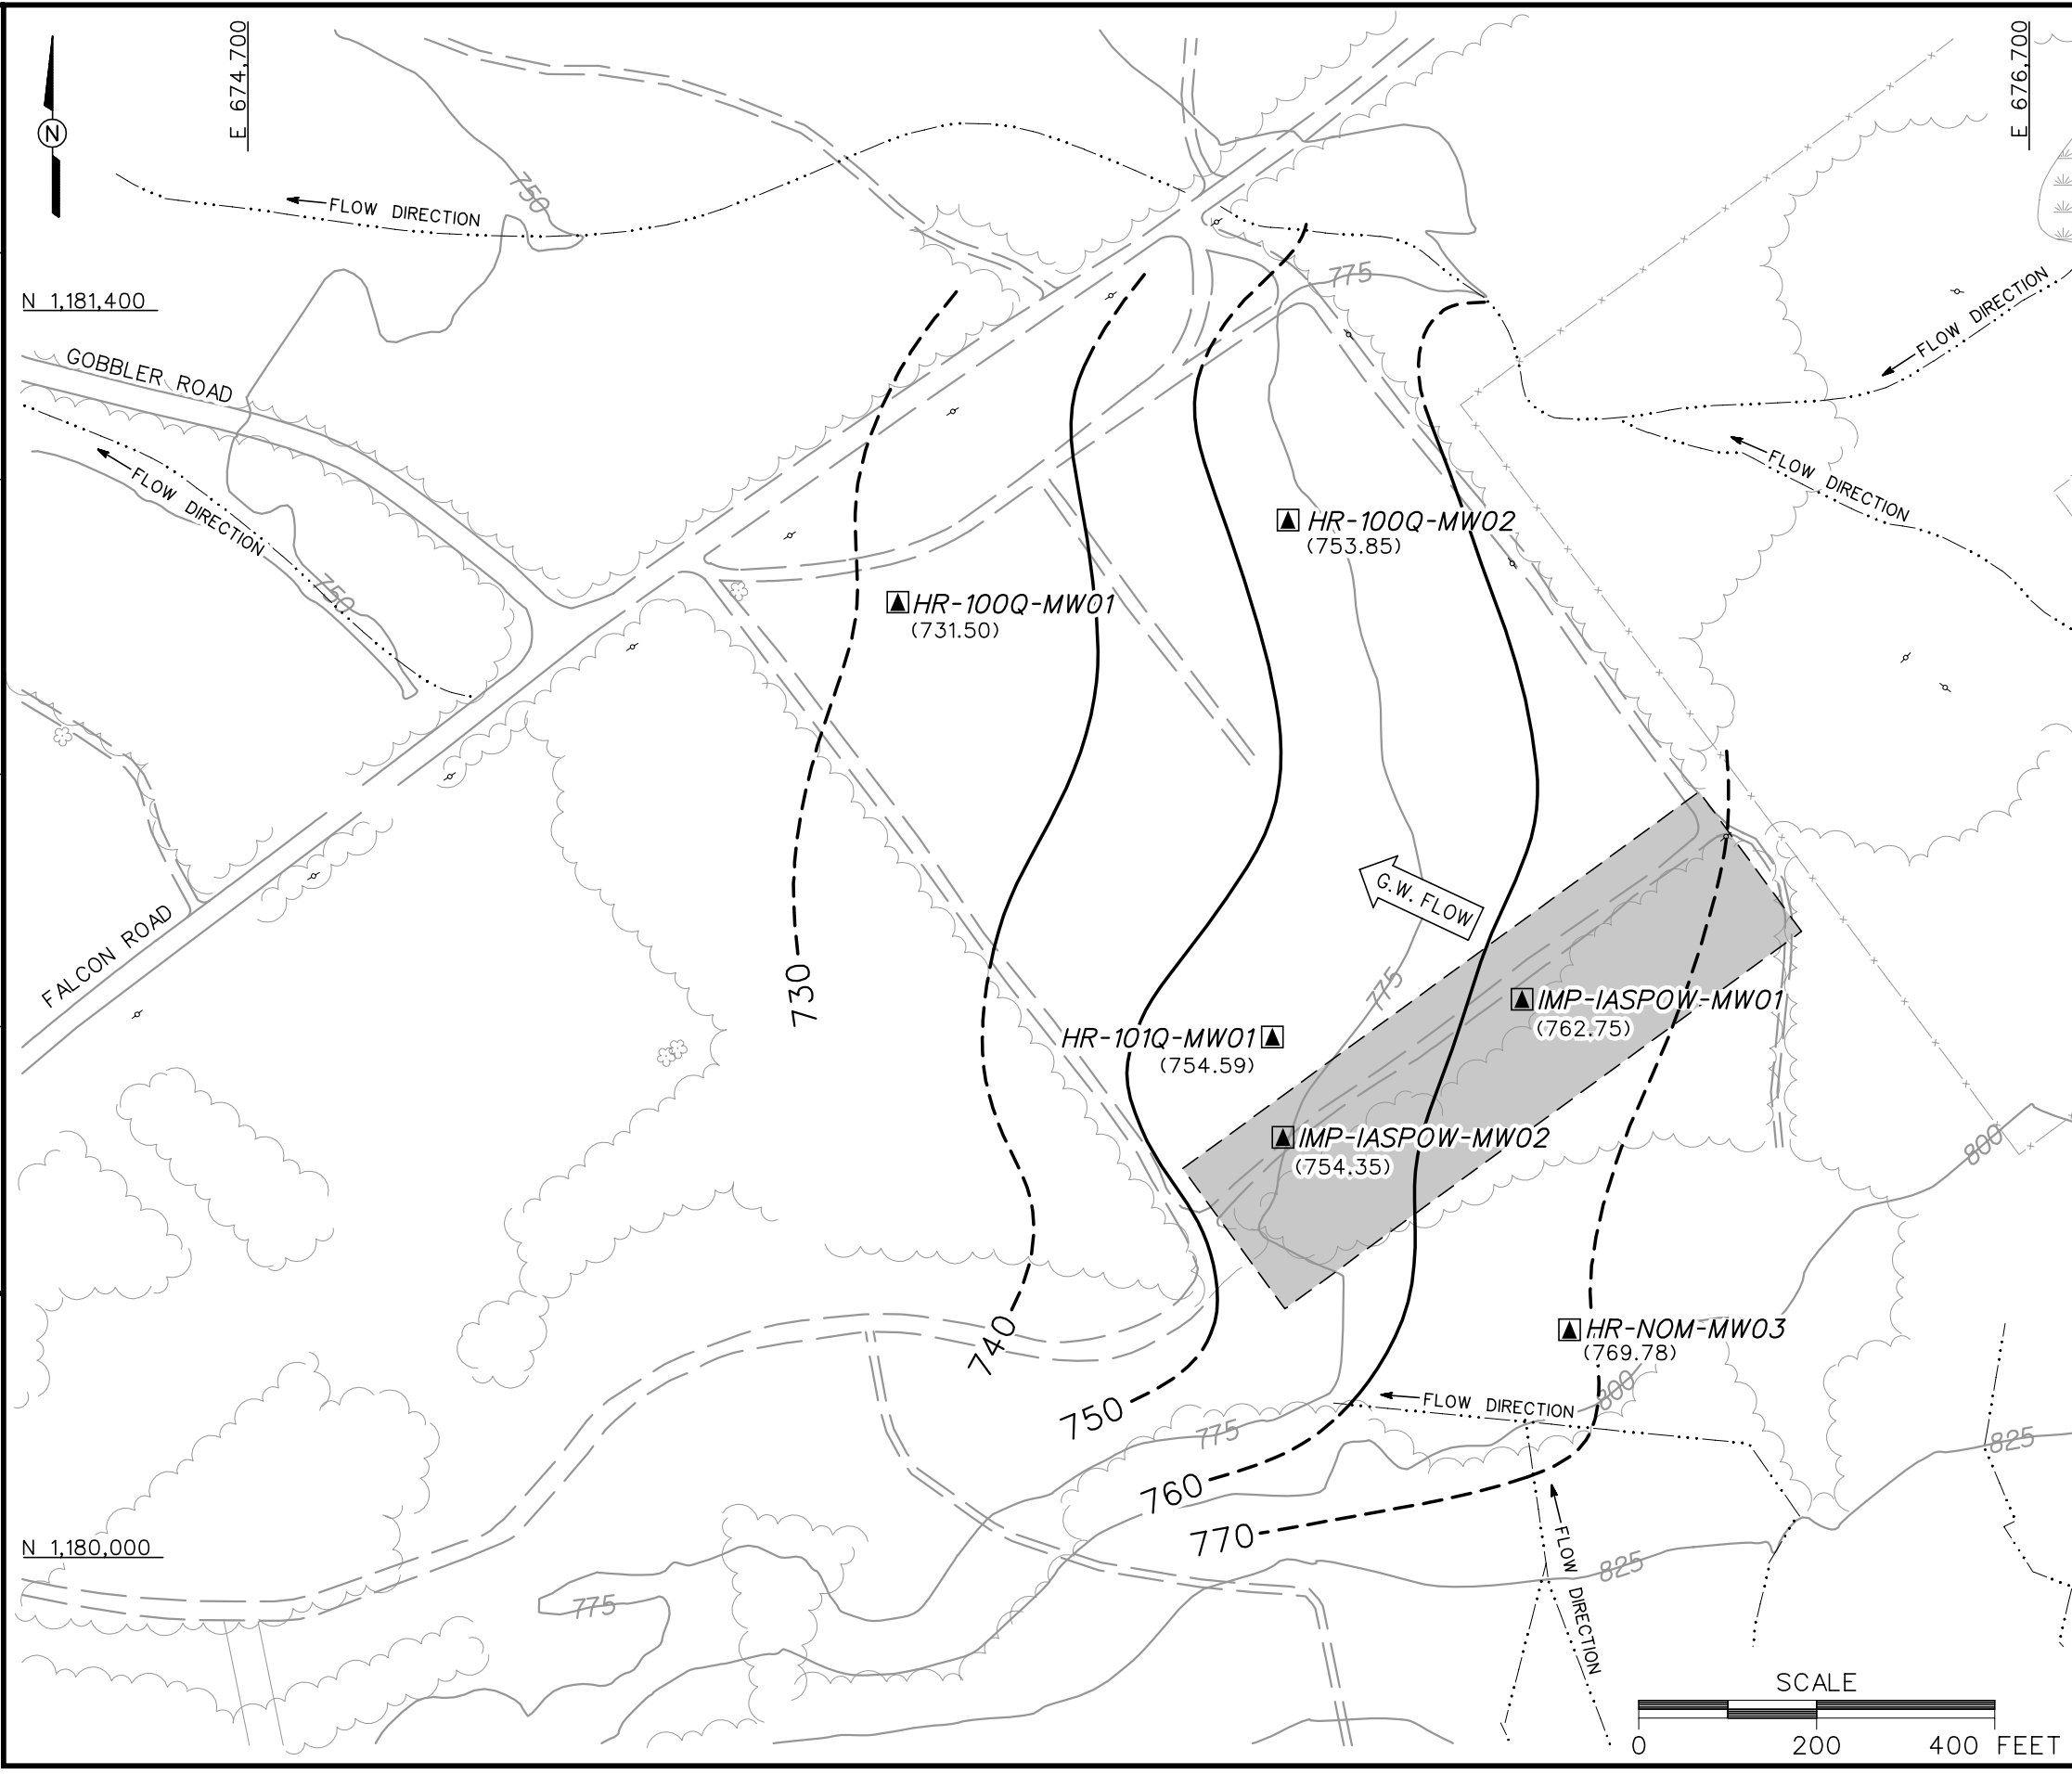 E 674,700
E 676,700
N
750
FLOW DIRECTION
775
FLOW DIRECTION
N 1,181,400
GOBBLER ROAD
FLOW DIRECTION
FLOW DIRECTION
HR-100Q-MW02
(753.85)
750
HR-100Q-MW01
(731.50)
G.W. FLOW
FALCON ROAD
730
775
IMP-IASPOW-MW01
(762.75)
HR-101Q-MW01
(754.59)
IMP-IASPOW-MW02
(754.35)
800
740
HR-NOM-MW03
(769.78)
800
750
FLOW DIRECTION
775
825
760
770
N 1,180,000
825
775
FLOW DIRECTION
SCALE
0 200 400 FEET